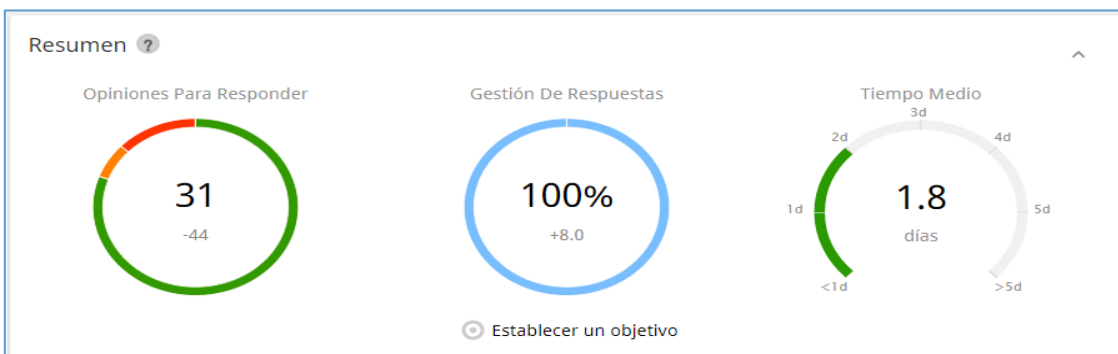 Resumen ?
Opiniones Para Responder
31
-44
Gestión De Respuestas
100%
+8.0
Tiempo Medio
<1d
1d
2d
3d
4d
5d
>5d
1.8
días
Establecer un objetivo